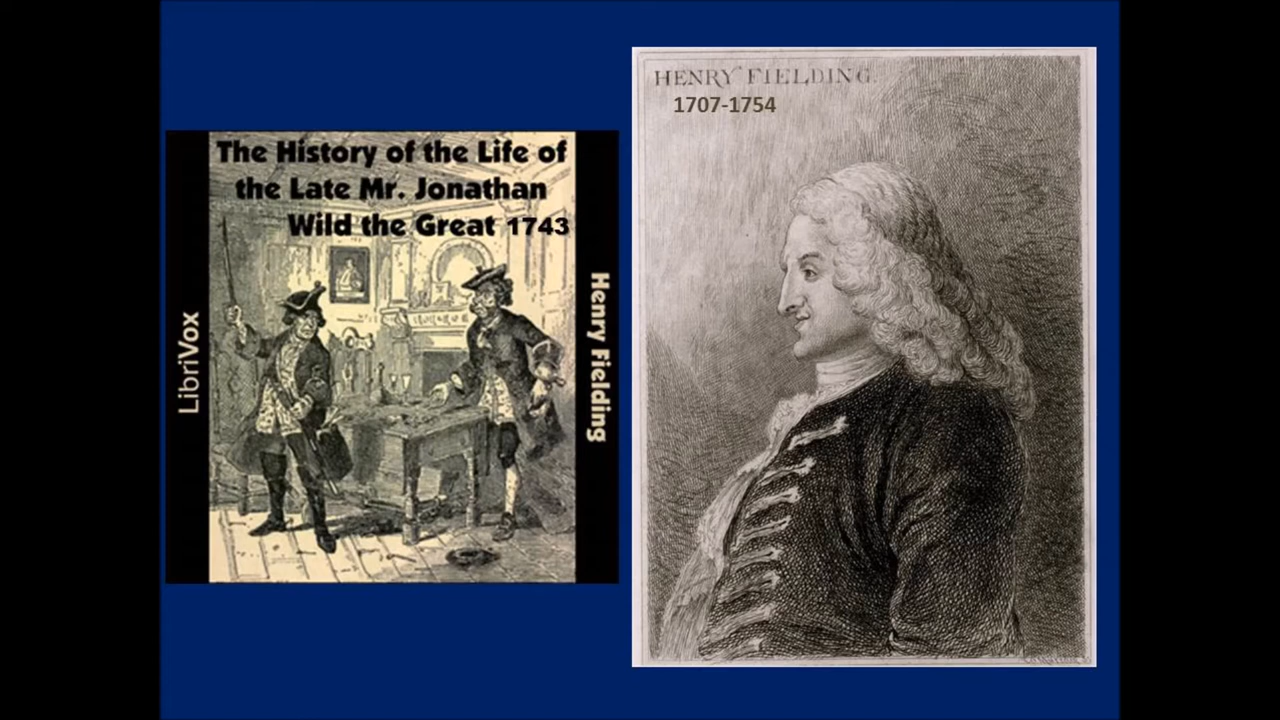 The History of the Life of
the Late Mr. Jonathan
Wild the Great 1743
LibriVox
Henry Fielding
HENRY FIELDING
1707-1754